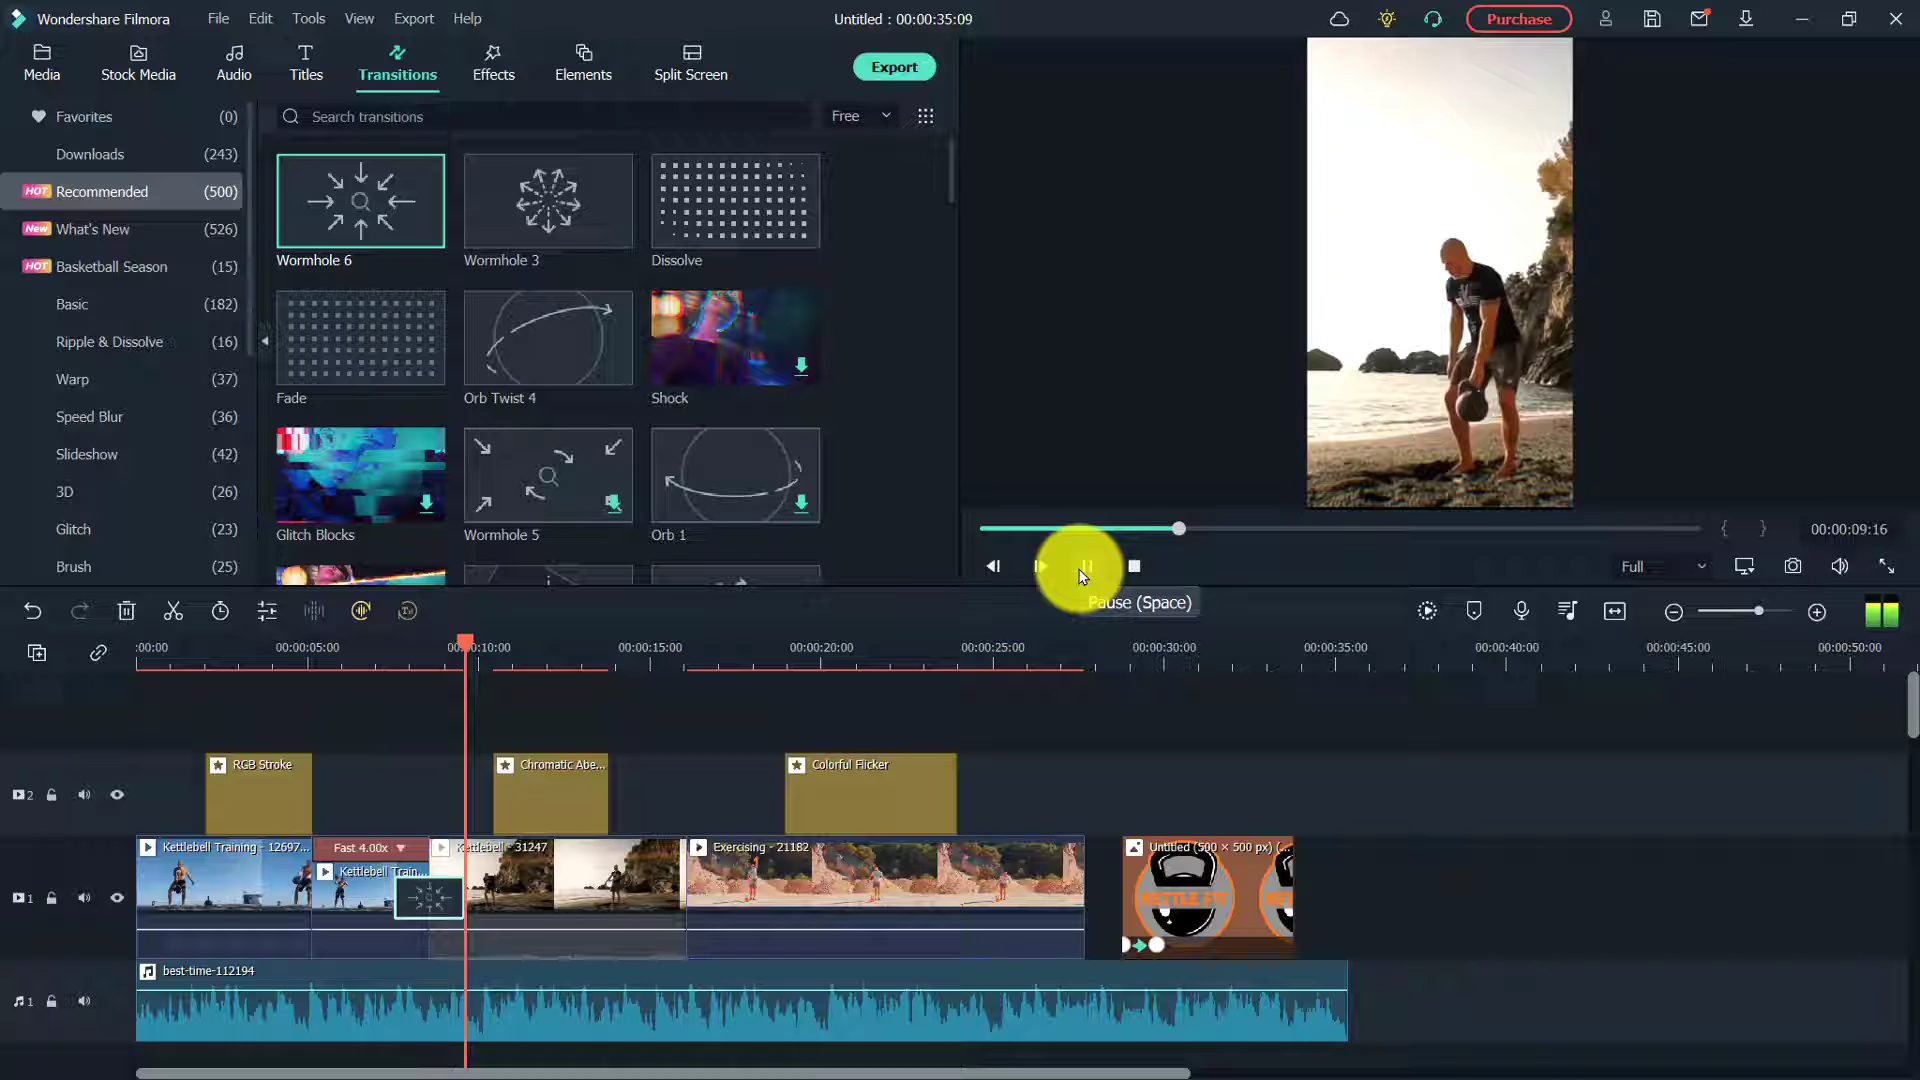 Wondershare Filmora File Edit Tools View Export Help Untitled : 00:00:35:09 Purchase
Media Stock Media Audio Titles Transitions Effects Elements Split Screen Export
Favorites (0)
Downloads (243)
HOT Recommended (500)
New What's New (526)
HOT Basketball Season (15)
Basic (182)
Ripple & Dissolve (16)
Warp (37)
Speed Blur (36)
Slideshow (42)
3D (26)
Glitch (23)
Brush (25)
Search transitions Free
Wormhole 6 Wormhole 3 Dissolve
Fade Orb Twist 4 Shock
Glitch Blocks Wormhole 5 Orb 1
00:00:09:16
Full
Pause (Space)
:00:00 00:00:05:00 00:00:10:00 00:00:15:00 00:00:20:00 00:00:25:00 00:00:30:00 00:00:35:00 00:00:40:00 00:00:45:00 00:00:50:00
RGB Stroke Chromatic Abe... Colorful Flicker
2
Kettlebell Training - 12697... Fast 4.00x Kettlebell - 31247 Exercising - 21182 Untitled (500 × 500 px) (...
Kettlebell Train...
KETTLE FIT
1
best-time-112194
1